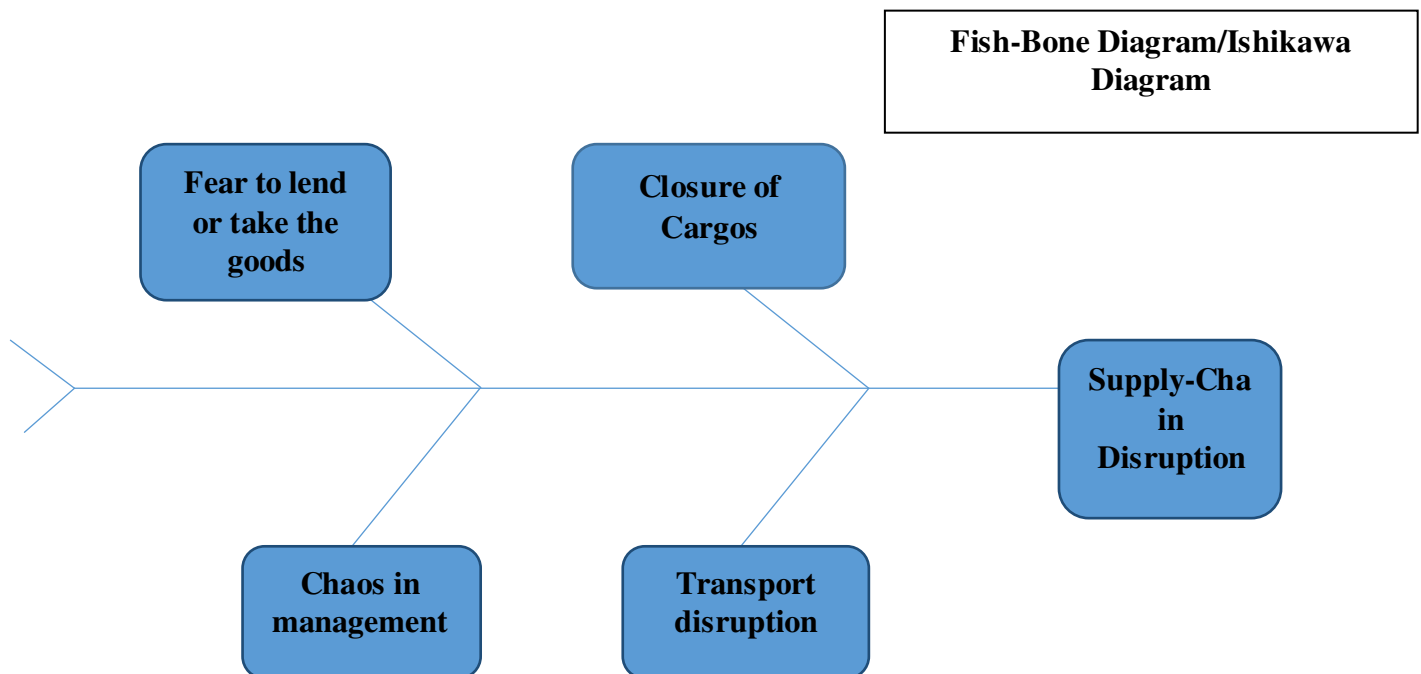 Fish-Bone Diagram/Ishikawa
Diagram
Fear to lend
or take the
goods
Closure of
Cargos
Supply-Cha
in
Disruption
Chaos in
management
Transport
disruption